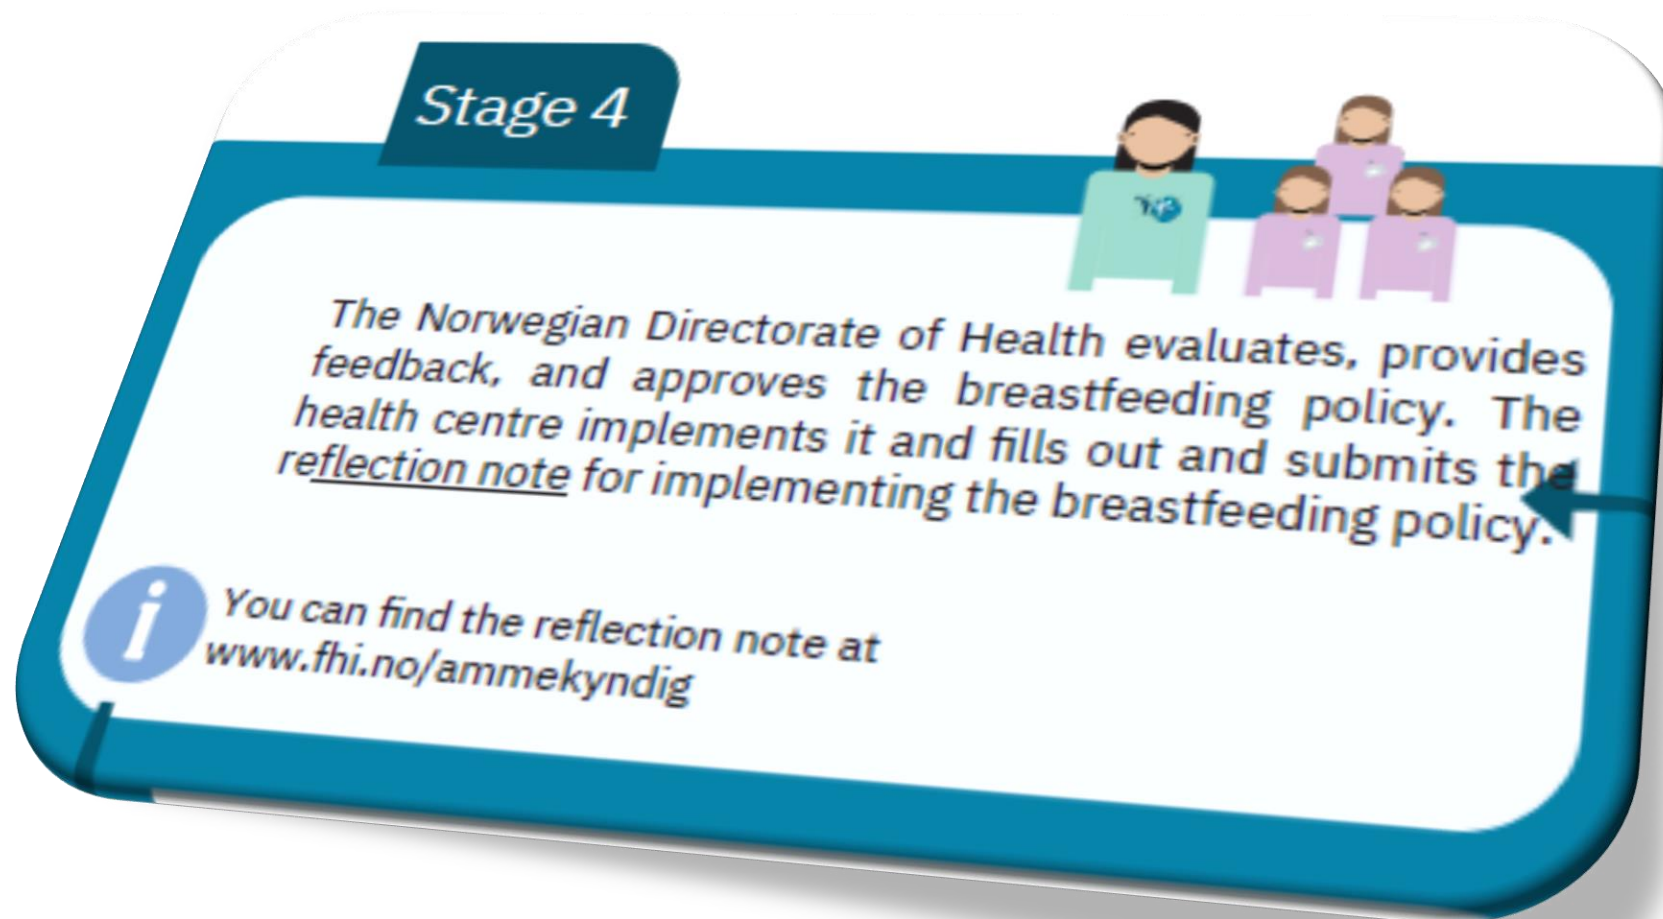 Stage 4
The Norwegian Directorate of Health evaluates, provides
feedback, and approves the breastfeeding policy. The
health centre implements it and fills out and submits the
reflection note for implementing the breastfeeding policy.
i
You can find the reflection note at
www.fhi.no/ammekyndig